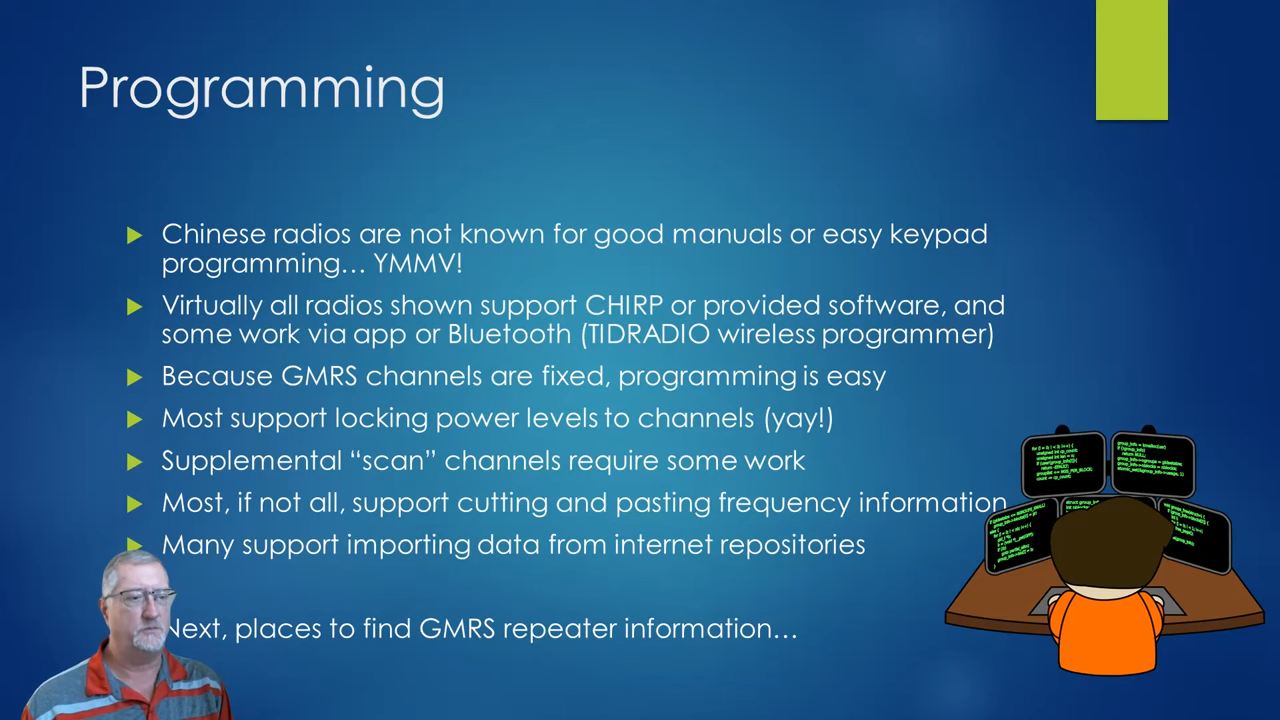 Programming
Chinese radios are not known for good manuals or easy keypad
programming… YMMV!
Virtually all radios shown support CHIRP or provided software, and
some work via app or Bluetooth (TIDRADIO wireless programmer)
Because GMRS channels are fixed, programming is easy
Most support locking power levels to channels (yay!)
Supplemental “scan” channels require some work
Most, if not all, support cutting and pasting frequency information
Many support importing data from internet repositories
Next, places to find GMRS repeater information…